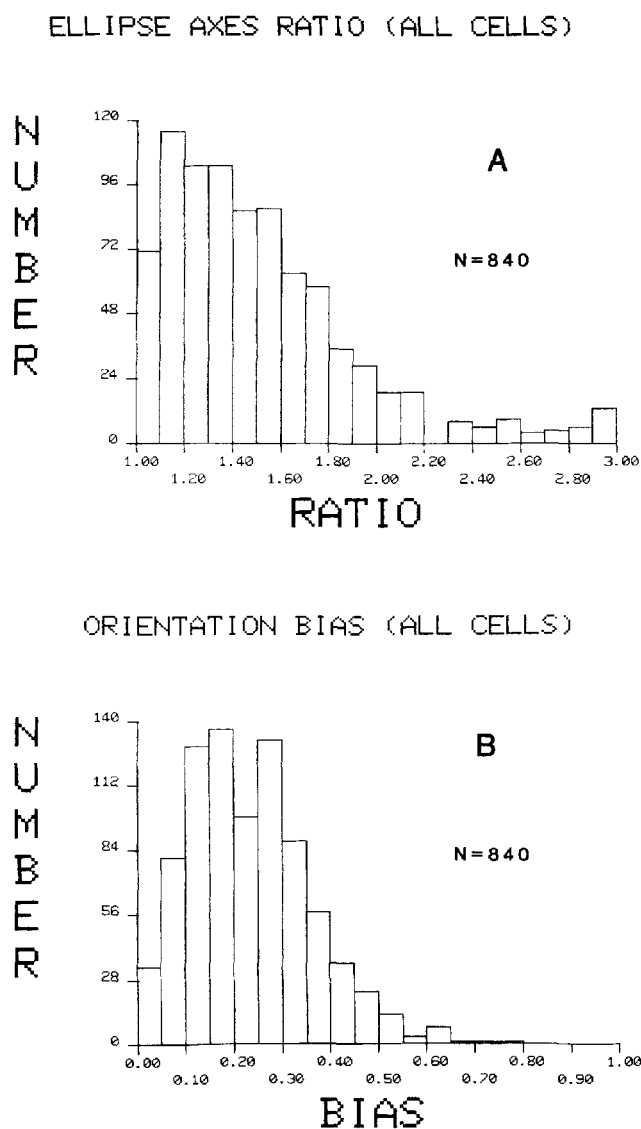 ELLIPSE AXES RATIO (ALL CELLS)
NUMBER
120
96
72
48
24
0
A
N=840
1.00 1.40 1.60 1.80 2.00 2.20 2.60 3.00
1.20 2.40 2.80
RATIO
ORIENTATION BIAS (ALL CELLS)
NUMBER
140
112
84
56
28
0
B
N=840
0.00 0.20 0.40 0.60 0.80 1.00
0.10 0.30 0.50 0.70 0.90
BIAS